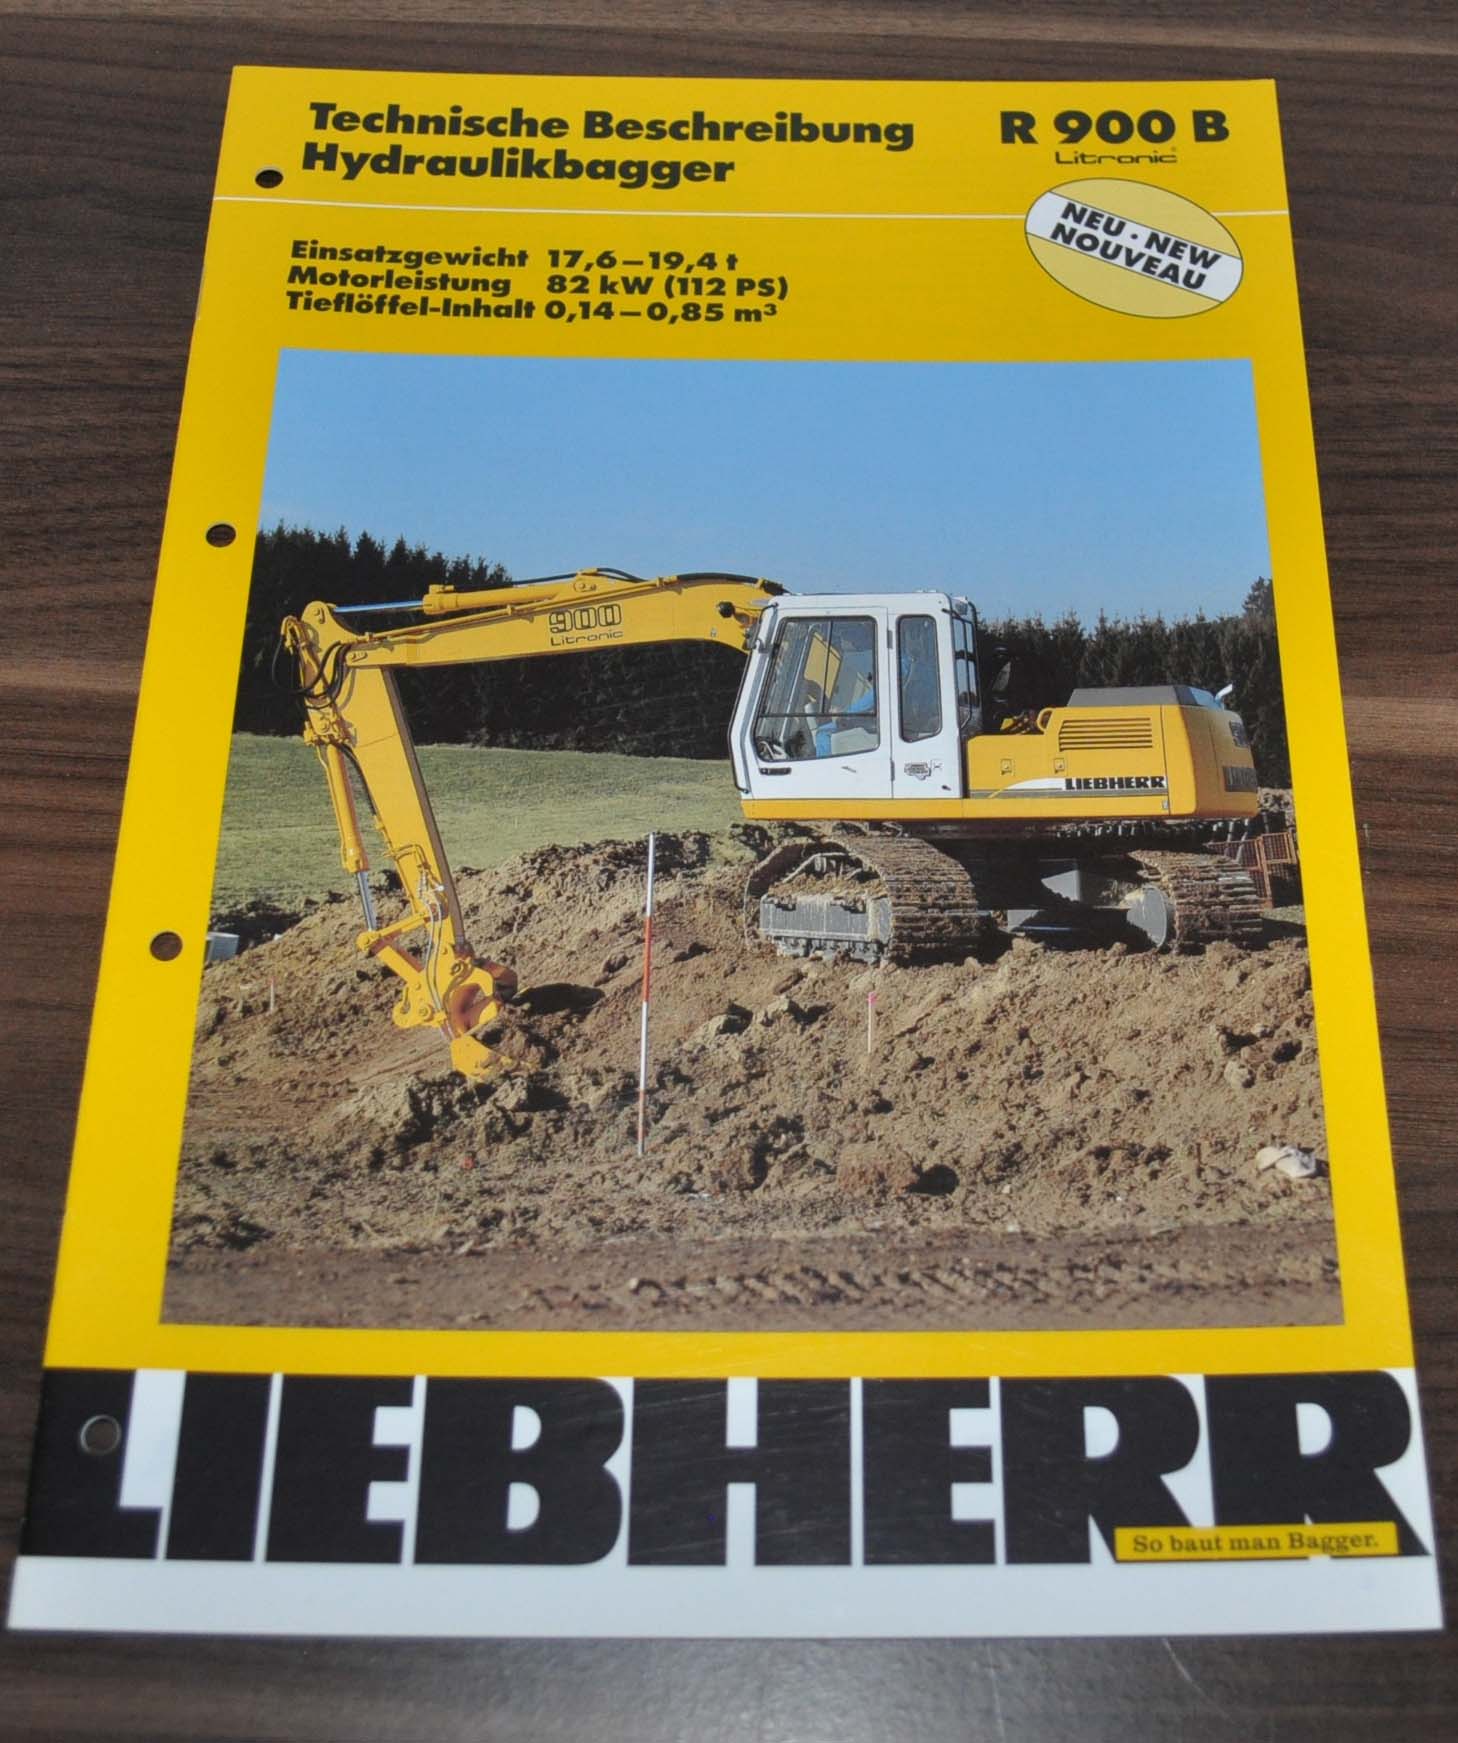 Technische Beschreibung
Hydraulikbagger
R 900 B
Litronic®
NEU · NEW
NOUVEAU
Einsatzgewicht 17,6–19,4 t
Motorleistung 82 kW (112 PS)
Tieflöffel-Inhalt 0,14–0,85 m³
900
Litronic
LIEBHERR
LIEBHERR
So baut man Bagger.